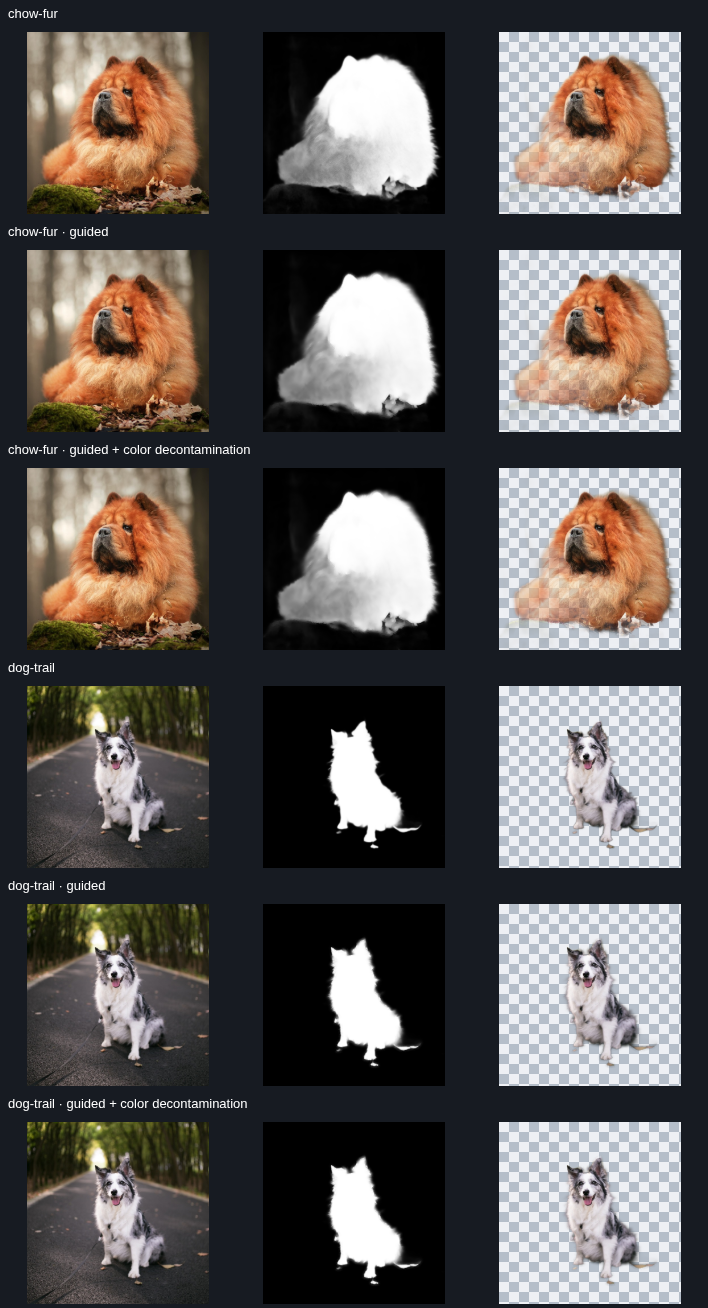 chow-fur
chow-fur · guided
chow-fur · guided + color decontamination
dog-trail
dog-trail · guided
dog-trail · guided + color decontamination